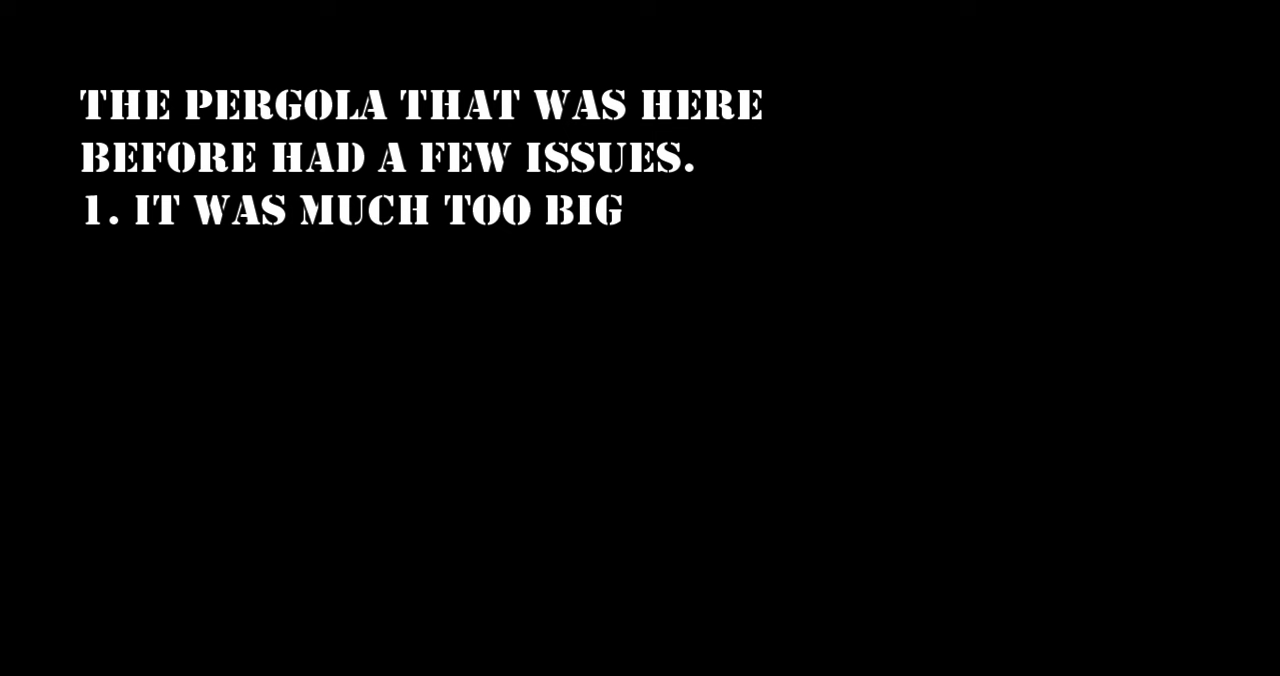 THE PERGOLA THAT WAS HERE
BEFORE HAD A FEW ISSUES.
1. IT WAS MUCH TOO BIG